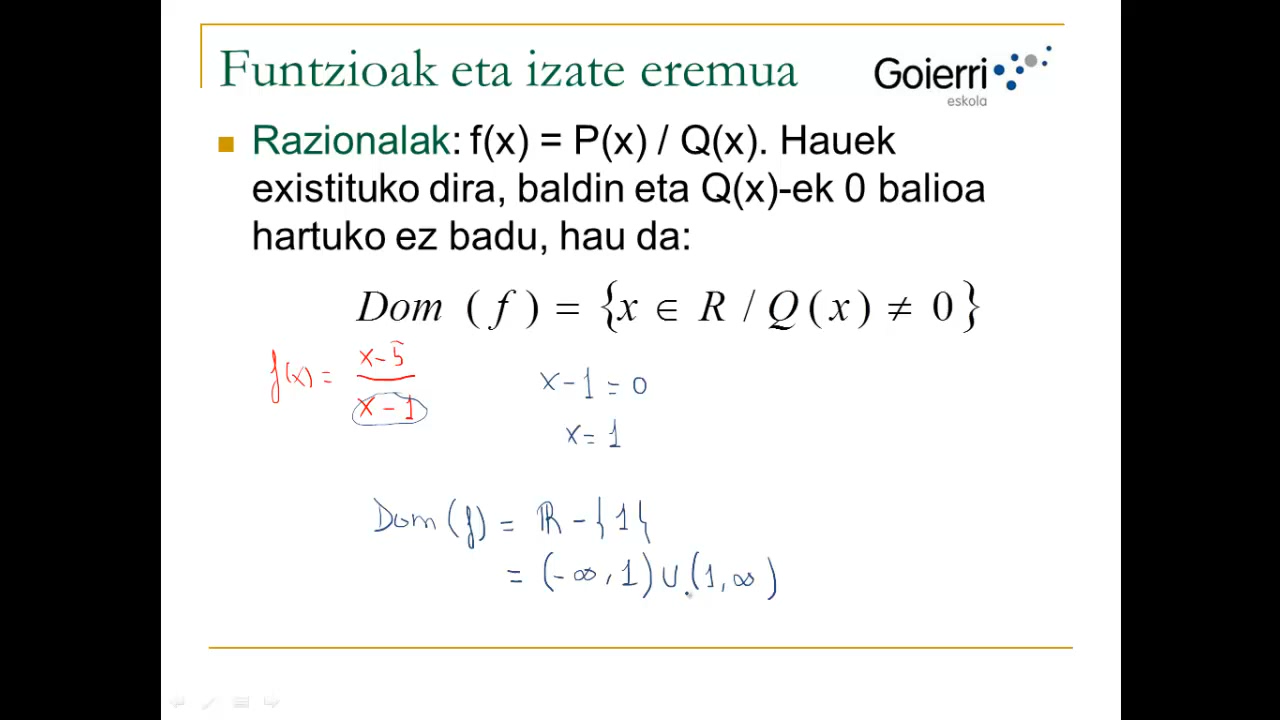 Funtzioak eta izate eremua
Goierri
eskola
Razionalak: f(x) = P(x) / Q(x). Hauek
existituko dira, baldin eta Q(x)-ek 0 balioa
hartuko ez badu, hau da:
Dom (f) = {x ∈ R / Q(x) ≠ 0}
f(x) = x-5 / x-1
x-1=0
x=1
Dom(f) = ℝ-{1}
= (-∞,1)∪(1,∞)